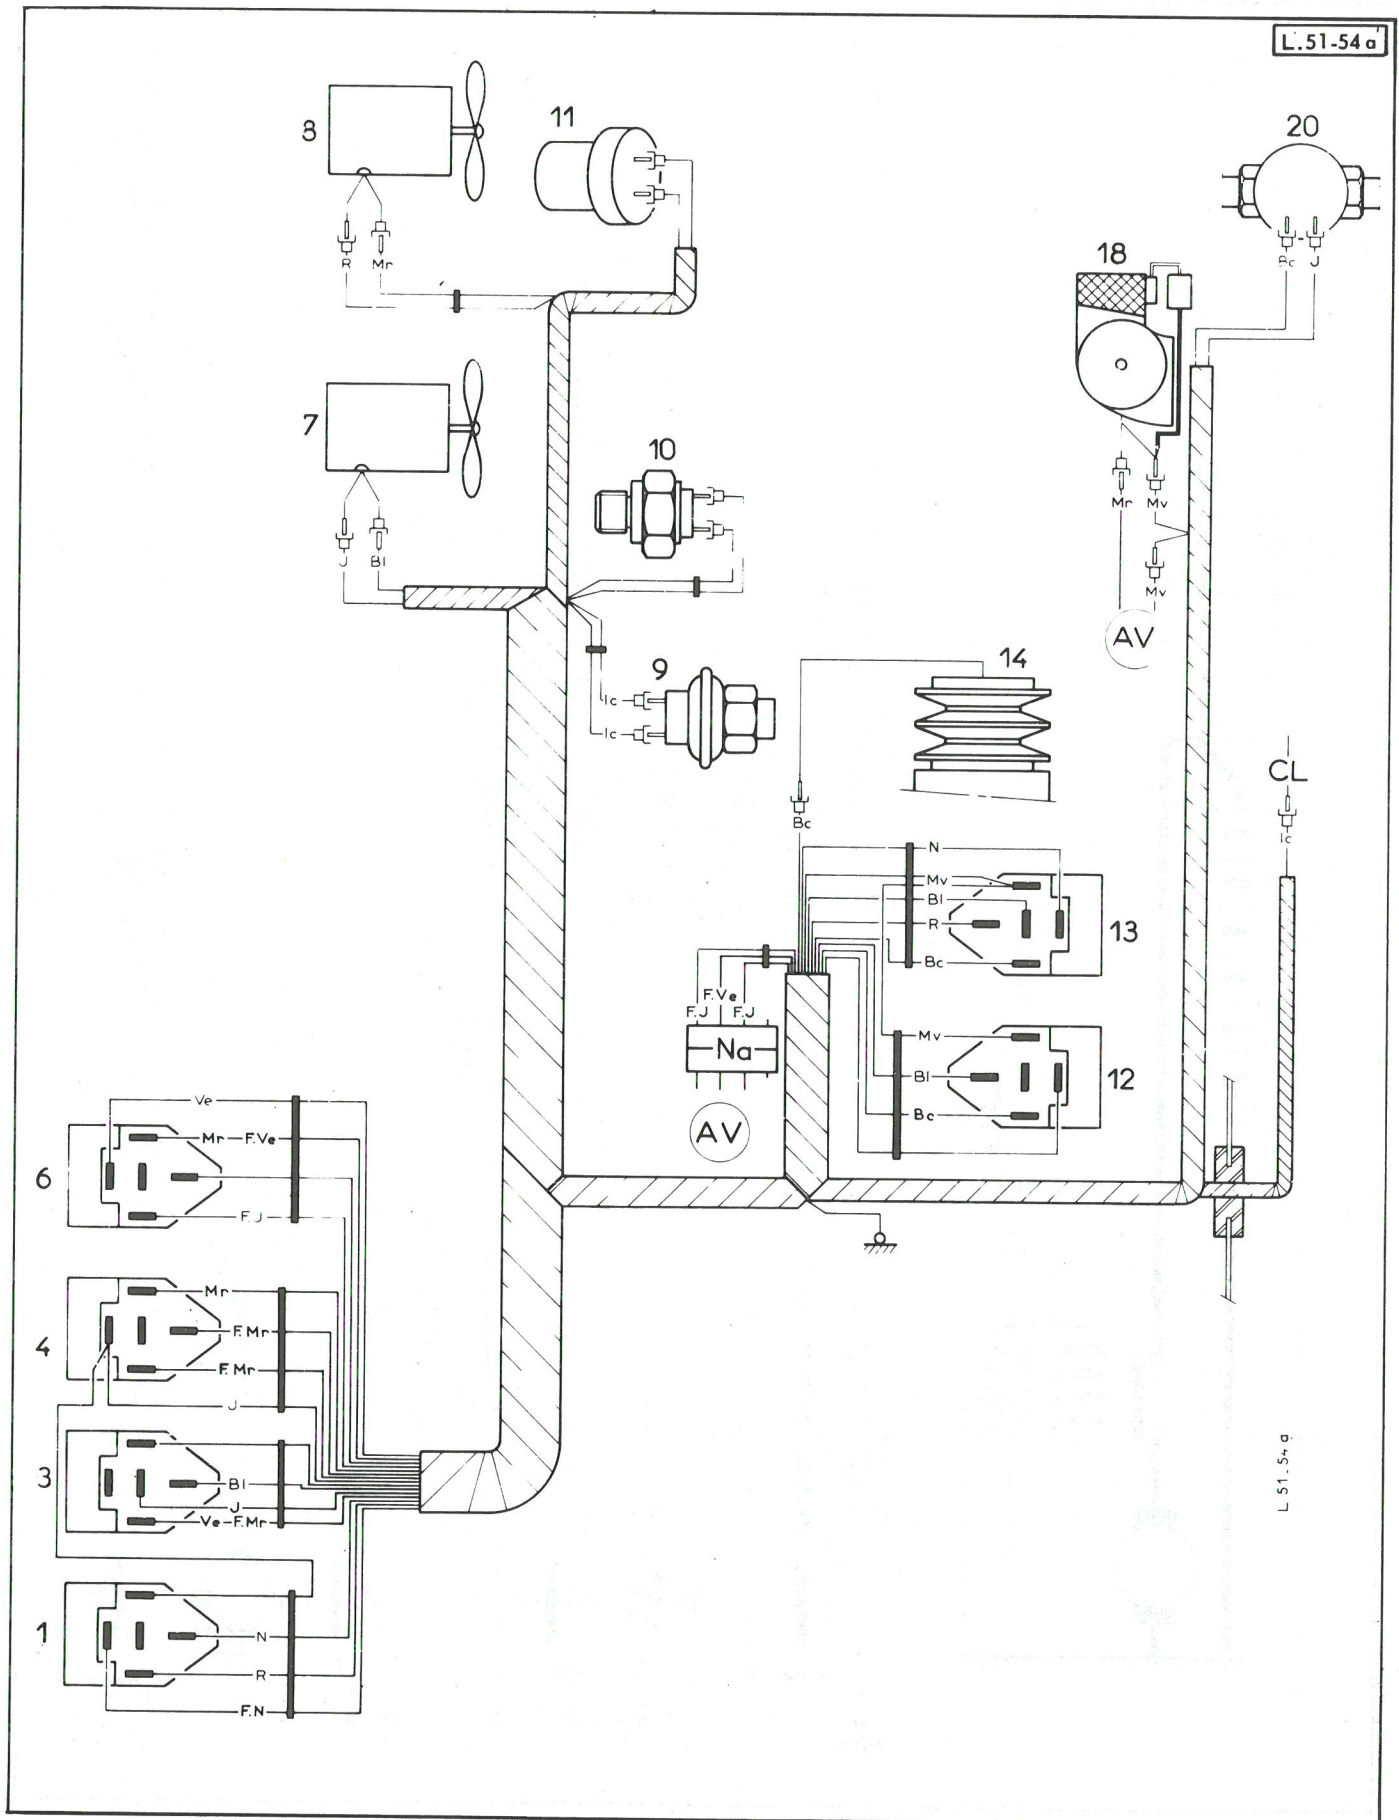 L.51-54 a
8
11
20
R
Mr
Bc
J
18
7
10
J
Bl
Mr
Mv
Mv
AV
9
Ic
Ic
14
CL
Ic
Bc
N
Mv
Bl
R
Bc
13
F.Ve
F.J
F.J
Na
AV
Mv
Bl
Bc
12
Ve
Mr
F.Ve
F.J
6
Mr
F.Mr
F.Mr
J
4
Bl
J
Ve
F.Mr
3
N
R
F.N
1
L 51-54 a